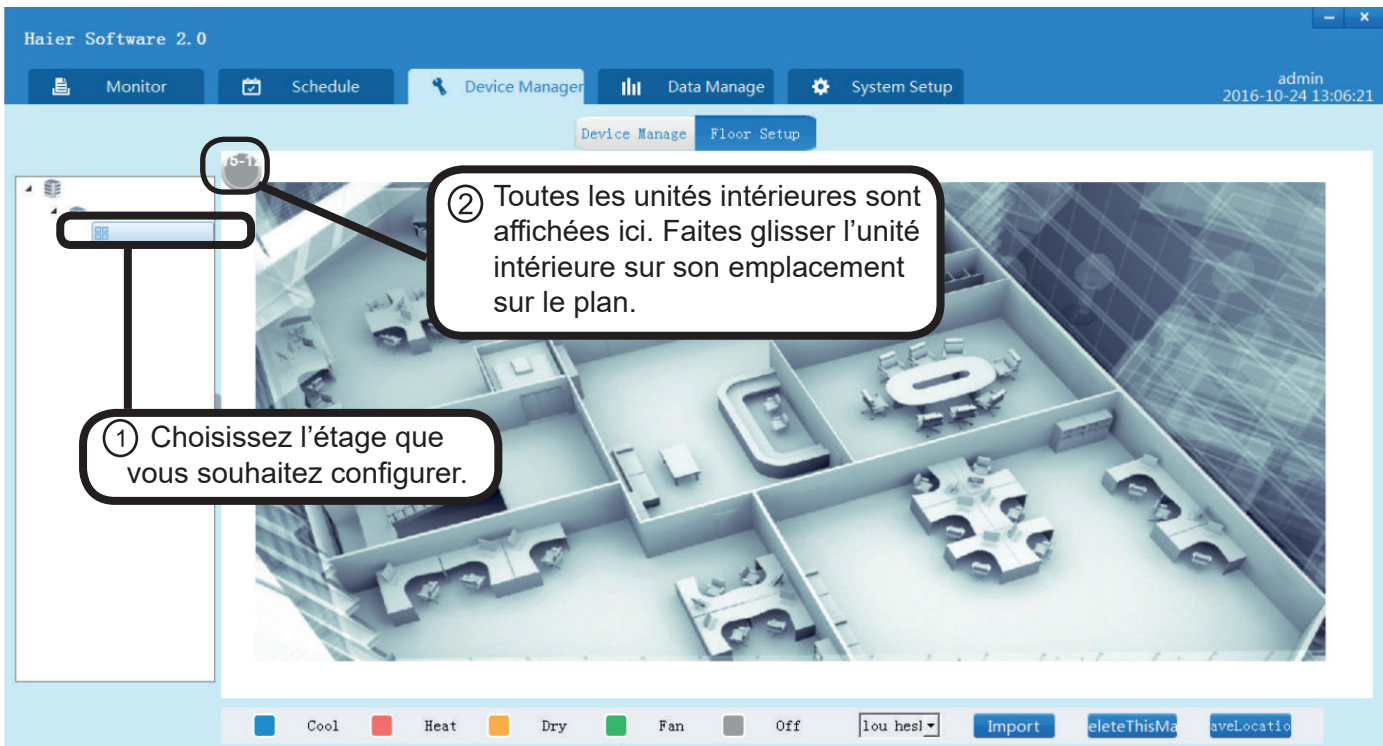 Haier Software 2.0
Monitor
Schedule
Device Manager
Data Manage
System Setup
admin
2016-10-24 13:06:21
Device Manage
Floor Setup
15-12
② Toutes les unités intérieures sont
affichées ici. Faites glisser l’unité
intérieure sur son emplacement
sur le plan.
① Choisissez l’étage que
vous souhaitez configurer.
Cool
Heat
Dry
Fan
Off
lou hesl
Import
eleteThisMa
aveLocatio